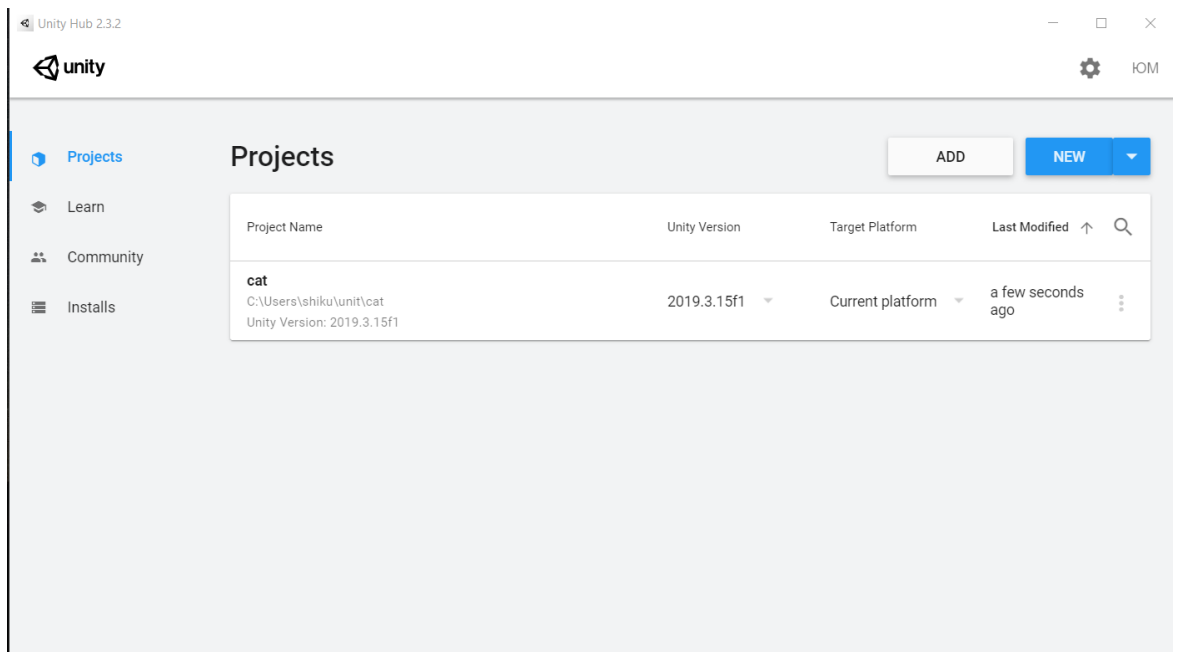 Unity Hub 2.3.2
unity
ЮМ
Projects
Learn
Community
Installs
Projects
ADD
NEW
Project Name
Unity Version
Target Platform
Last Modified
cat
C:\Users\shiku\unit\cat
Unity Version: 2019.3.15f1
2019.3.15f1
Current platform
a few seconds
ago